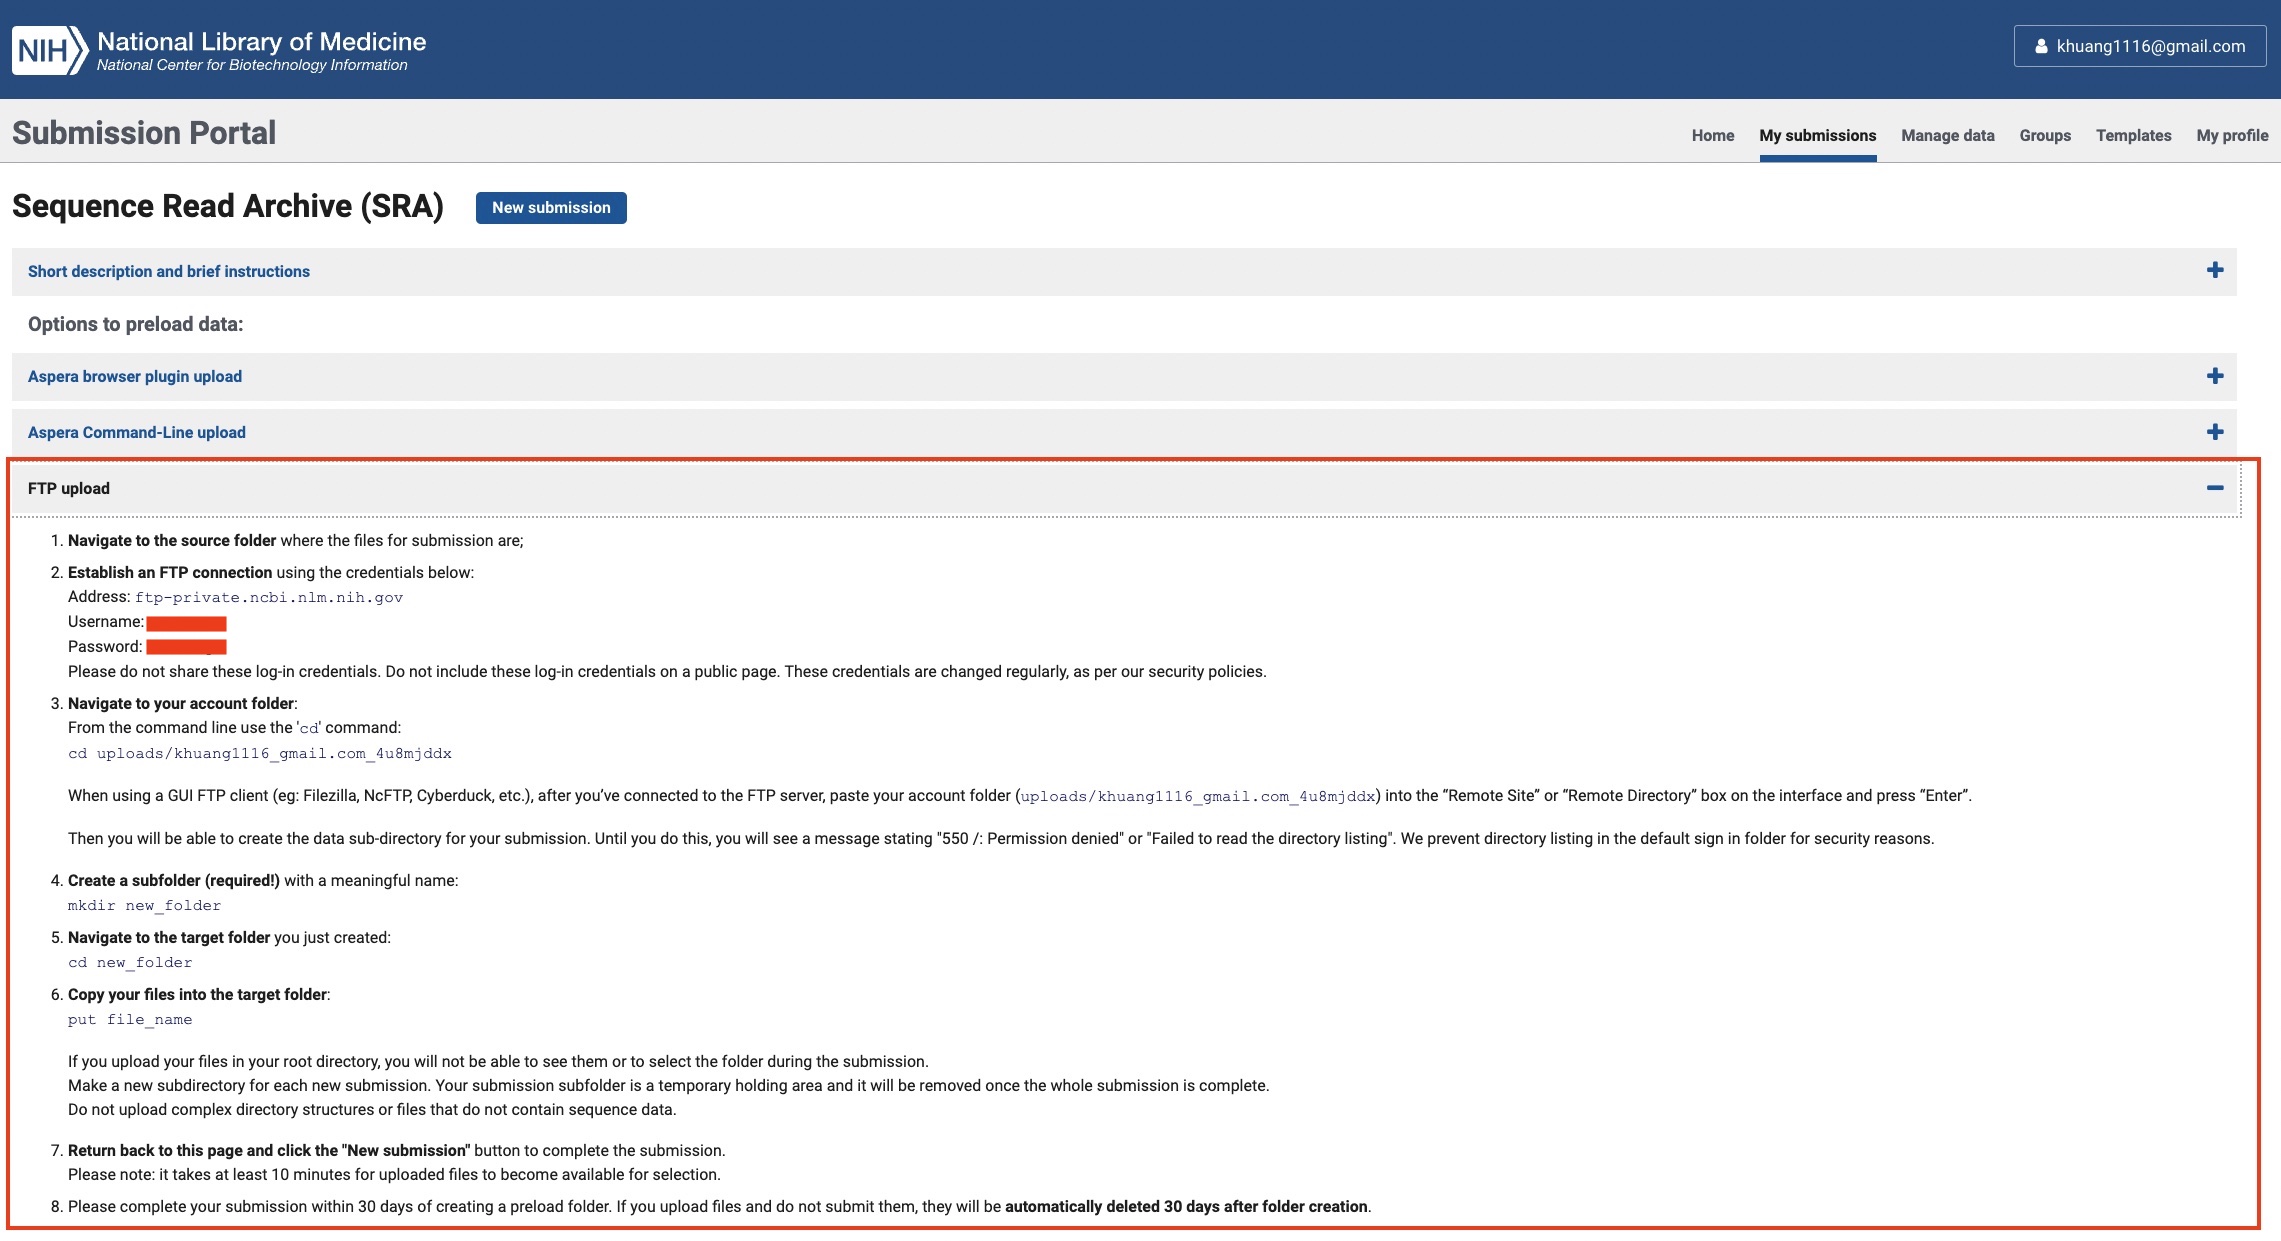 NIH National Library of Medicine
National Center for Biotechnology Information
khuang1116@gmail.com
Submission Portal
Home My submissions Manage data Groups Templates My profile
Sequence Read Archive (SRA) New submission
Short description and brief instructions
Options to preload data:
Aspera browser plugin upload
Aspera Command-Line upload
FTP upload
1. Navigate to the source folder where the files for submission are;
2. Establish an FTP connection using the credentials below:
Address: ftp-private.ncbi.nlm.nih.gov
Username:
Password:
Please do not share these log-in credentials. Do not include these log-in credentials on a public page. These credentials are changed regularly, as per our security policies.
3. Navigate to your account folder:
From the command line use the 'cd' command:
cd uploads/khuang1116_gmail.com_4u8mjddx
When using a GUI FTP client (eg: Filezilla, NcFTP, Cyberduck, etc.), after you’ve connected to the FTP server, paste your account folder (uploads/khuang1116_gmail.com_4u8mjddx) into the “Remote Site” or “Remote Directory” box on the interface and press “Enter”.
Then you will be able to create the data sub-directory for your submission. Until you do this, you will see a message stating "550 /: Permission denied" or "Failed to read the directory listing". We prevent directory listing in the default sign in folder for security reasons.
4. Create a subfolder (required!) with a meaningful name:
mkdir new_folder
5. Navigate to the target folder you just created:
cd new_folder
6. Copy your files into the target folder:
put file_name
If you upload your files in your root directory, you will not be able to see them or to select the folder during the submission.
Make a new subdirectory for each new submission. Your submission subfolder is a temporary holding area and it will be removed once the whole submission is complete.
Do not upload complex directory structures or files that do not contain sequence data.
7. Return back to this page and click the "New submission" button to complete the submission.
Please note: it takes at least 10 minutes for uploaded files to become available for selection.
8. Please complete your submission within 30 days of creating a preload folder. If you upload files and do not submit them, they will be automatically deleted 30 days after folder creation.